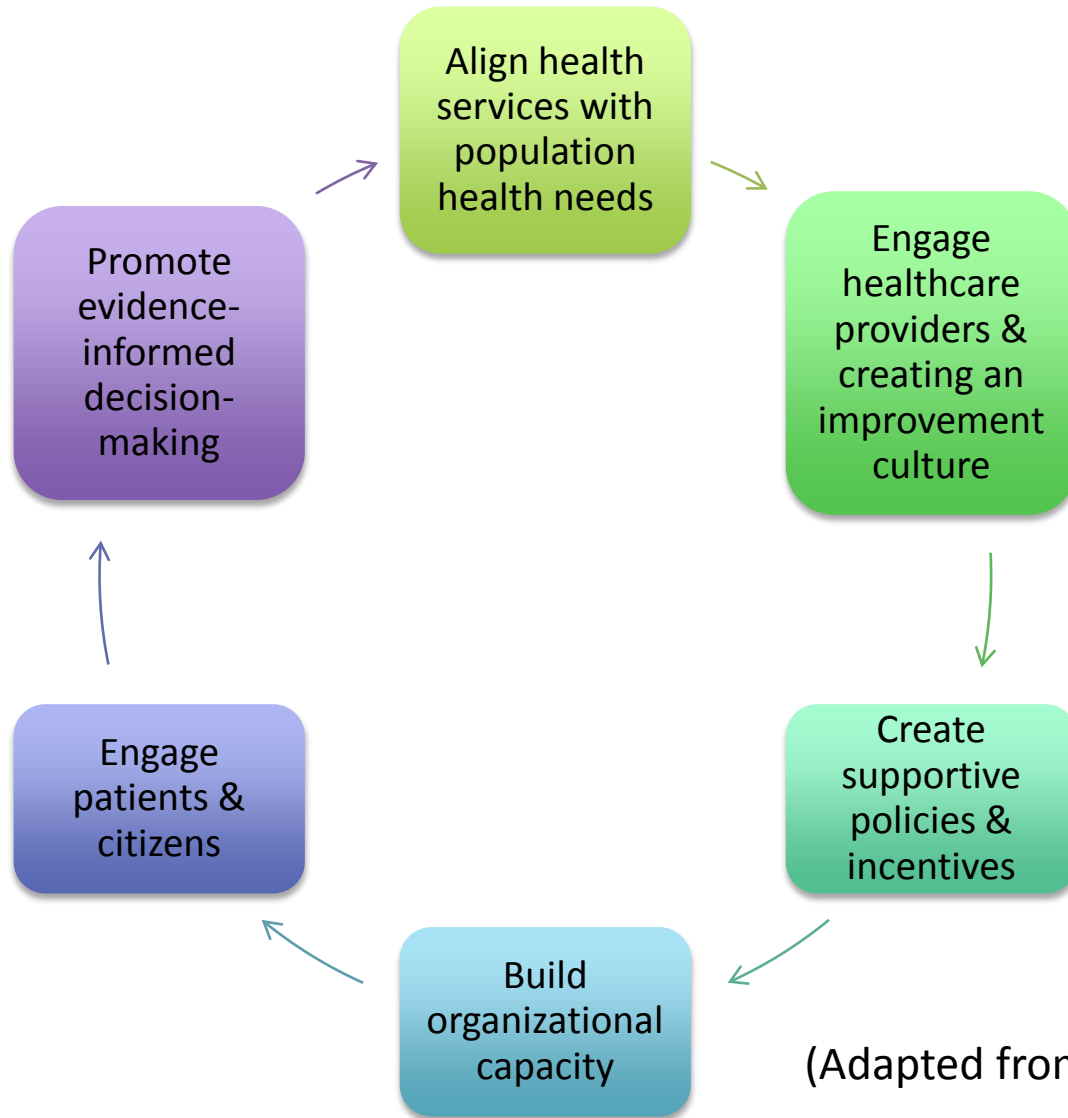 Align health
services with
population
health needs
Engage
healthcare
providers &
creating an
improvement
culture
Create
supportive
policies &
incentives
Build
organizational
capacity
Engage
patients &
citizens
Promote
evidence-
informed
decision-
making
(Adapted from